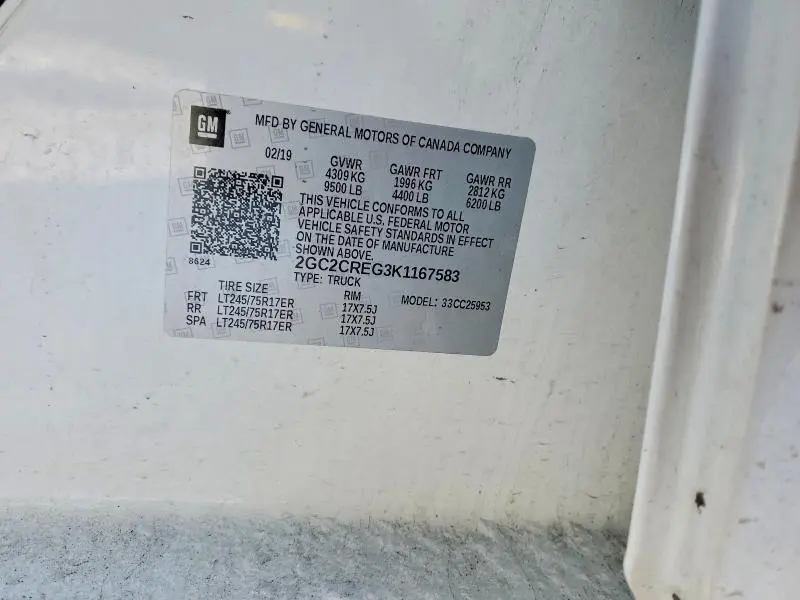 GM
MFD BY GENERAL MOTORS OF CANADA COMPANY
02/19
GVWR GAWR FRT GAWR RR
4309 KG 1996 KG 2812 KG
9500 LB 4400 LB 6200 LB
THIS VEHICLE CONFORMS TO ALL
APPLICABLE U.S. FEDERAL MOTOR
VEHICLE SAFETY STANDARDS IN EFFECT
ON THE DATE OF MANUFACTURE
SHOWN ABOVE.
8624
2GC2CREG3K1167583
TYPE: TRUCK
MODEL: 33CC25953
TIRE SIZE RIM
FRT LT245/75R17ER 17X7.5J
RR LT245/75R17ER 17X7.5J
SPA LT245/75R17ER 17X7.5J